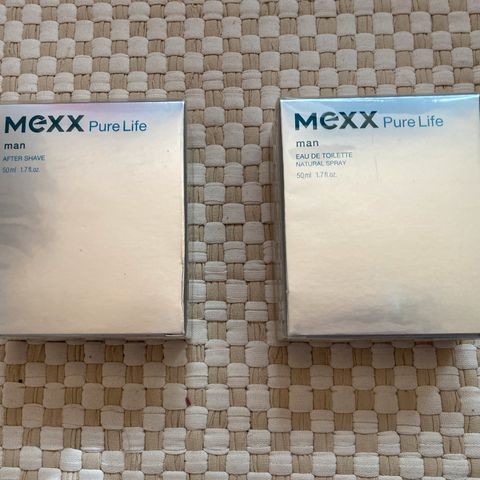 Mexx Pure Life
man
AFTER SHAVE
50ml 1.7fl.oz.
Mexx Pure Life
man
EAU DE TOILETTE
NATURAL SPRAY
50ml 1.7fl.oz.